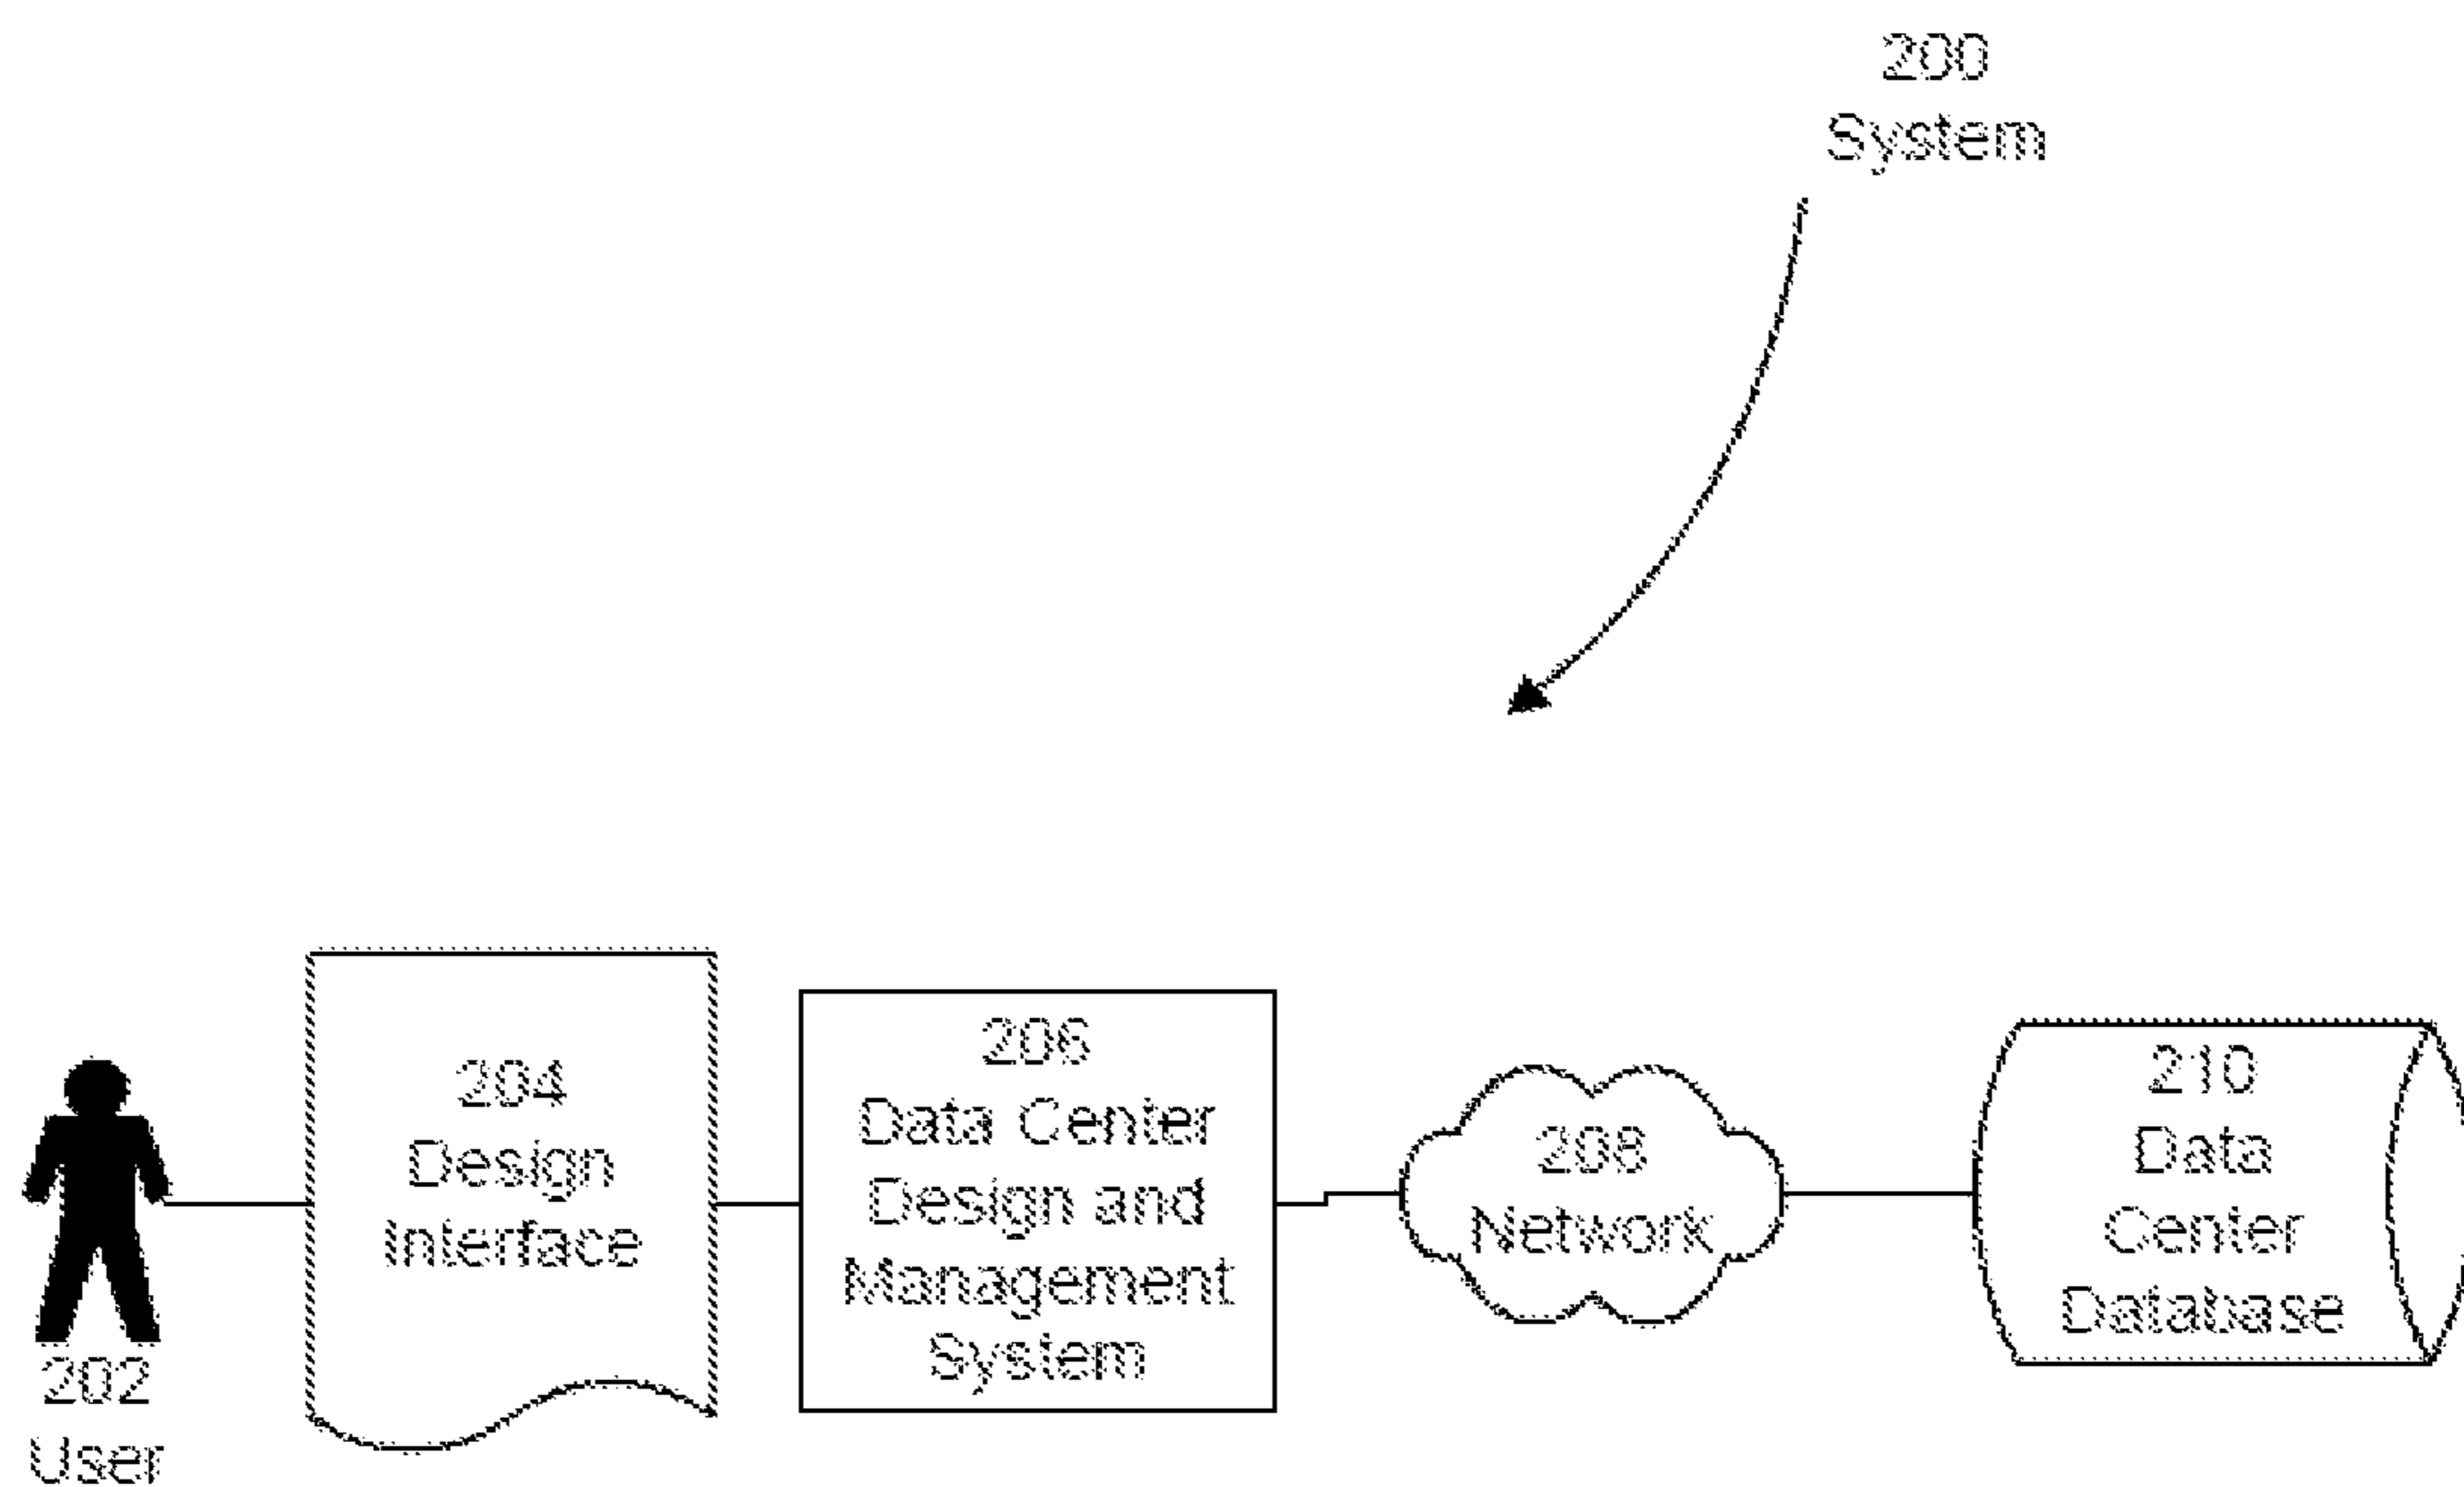 200
System
202
User
204
Design
Interface
206
Data Center
Design and
Management
System
208
Network
210
Data
Center
Database